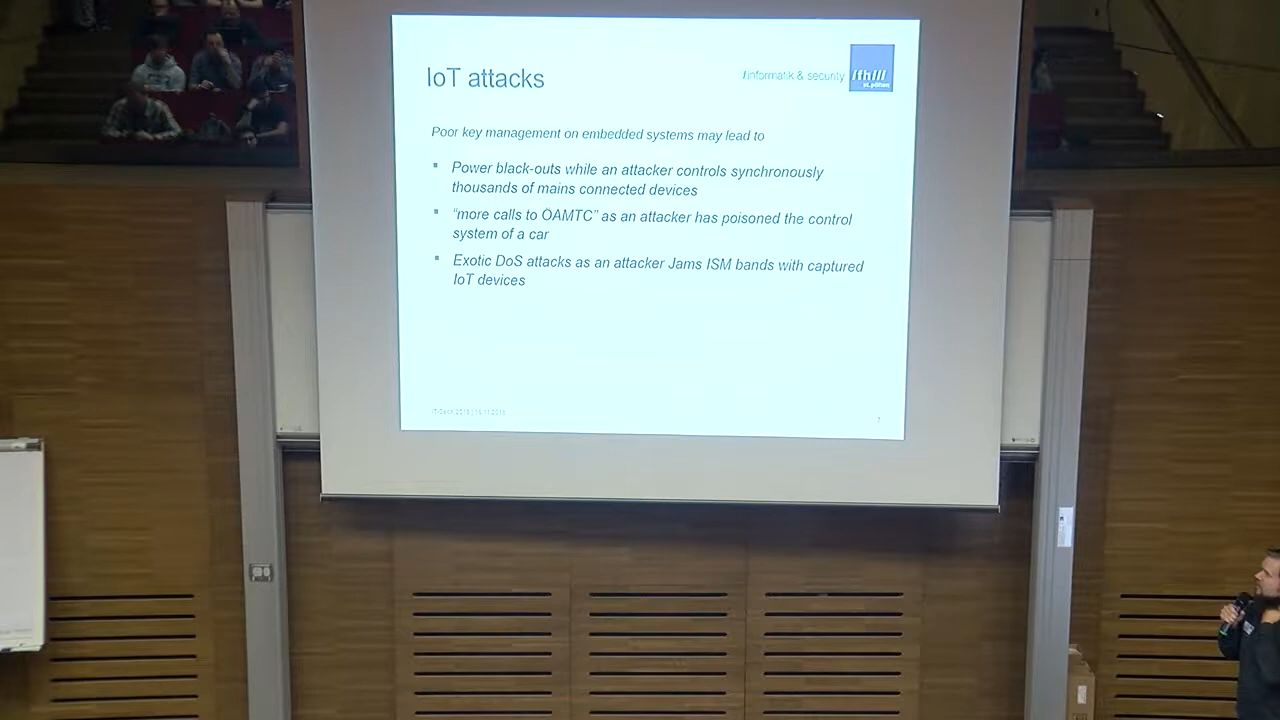 IoT attacks
/informatik & security
/fh///
st.pölten
Poor key management on embedded systems may lead to
Power black-outs while an attacker controls synchronously
thousands of mains connected devices
“more calls to ÖAMTC” as an attacker has poisoned the control
system of a car
Exotic DoS attacks as an attacker Jams ISM bands with captured
IoT devices